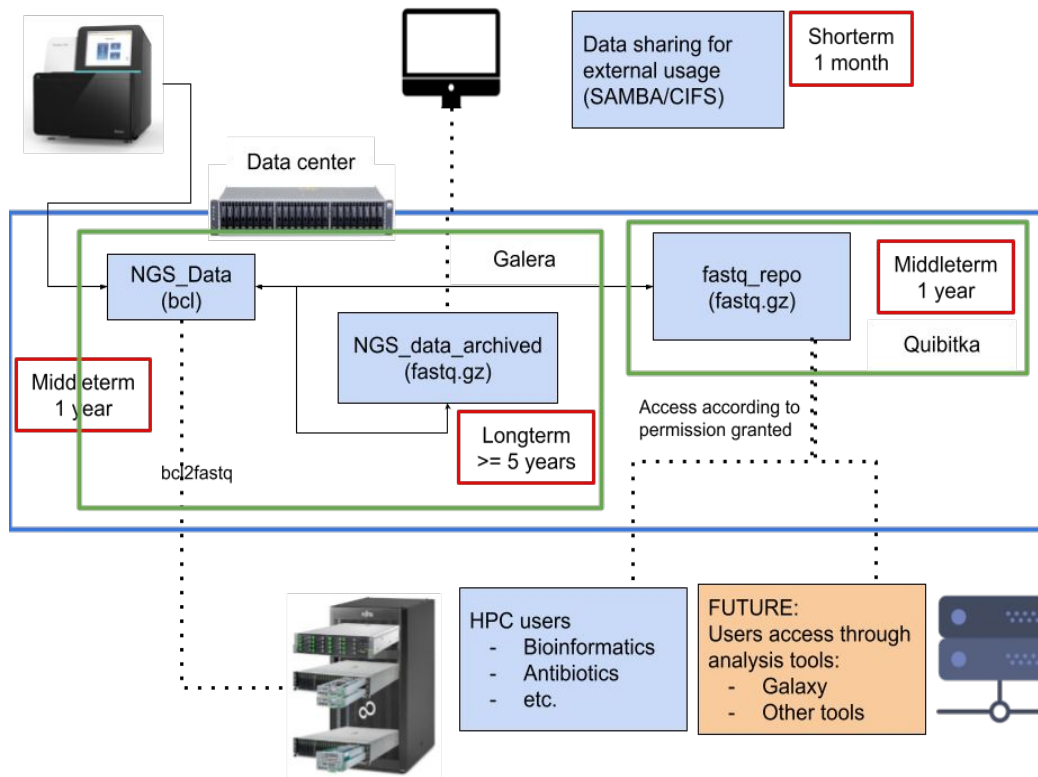 Data sharing for
external usage
(SAMBA/CIFS)
Shorterm
1 month
Data center
NGS_Data
(bcl)
Galera
fastq_repo
(fastq.gz)
Middleterm
1 year
Quibitka
NGS_data_archived
(fastq.gz)
Middleterm
1 year
Longterm
>= 5 years
Access according to
permission granted
bcl2fastq
HPC users
- Bioinformatics
- Antibiotics
- etc.
FUTURE:
Users access through
analysis tools:
- Galaxy
- Other tools